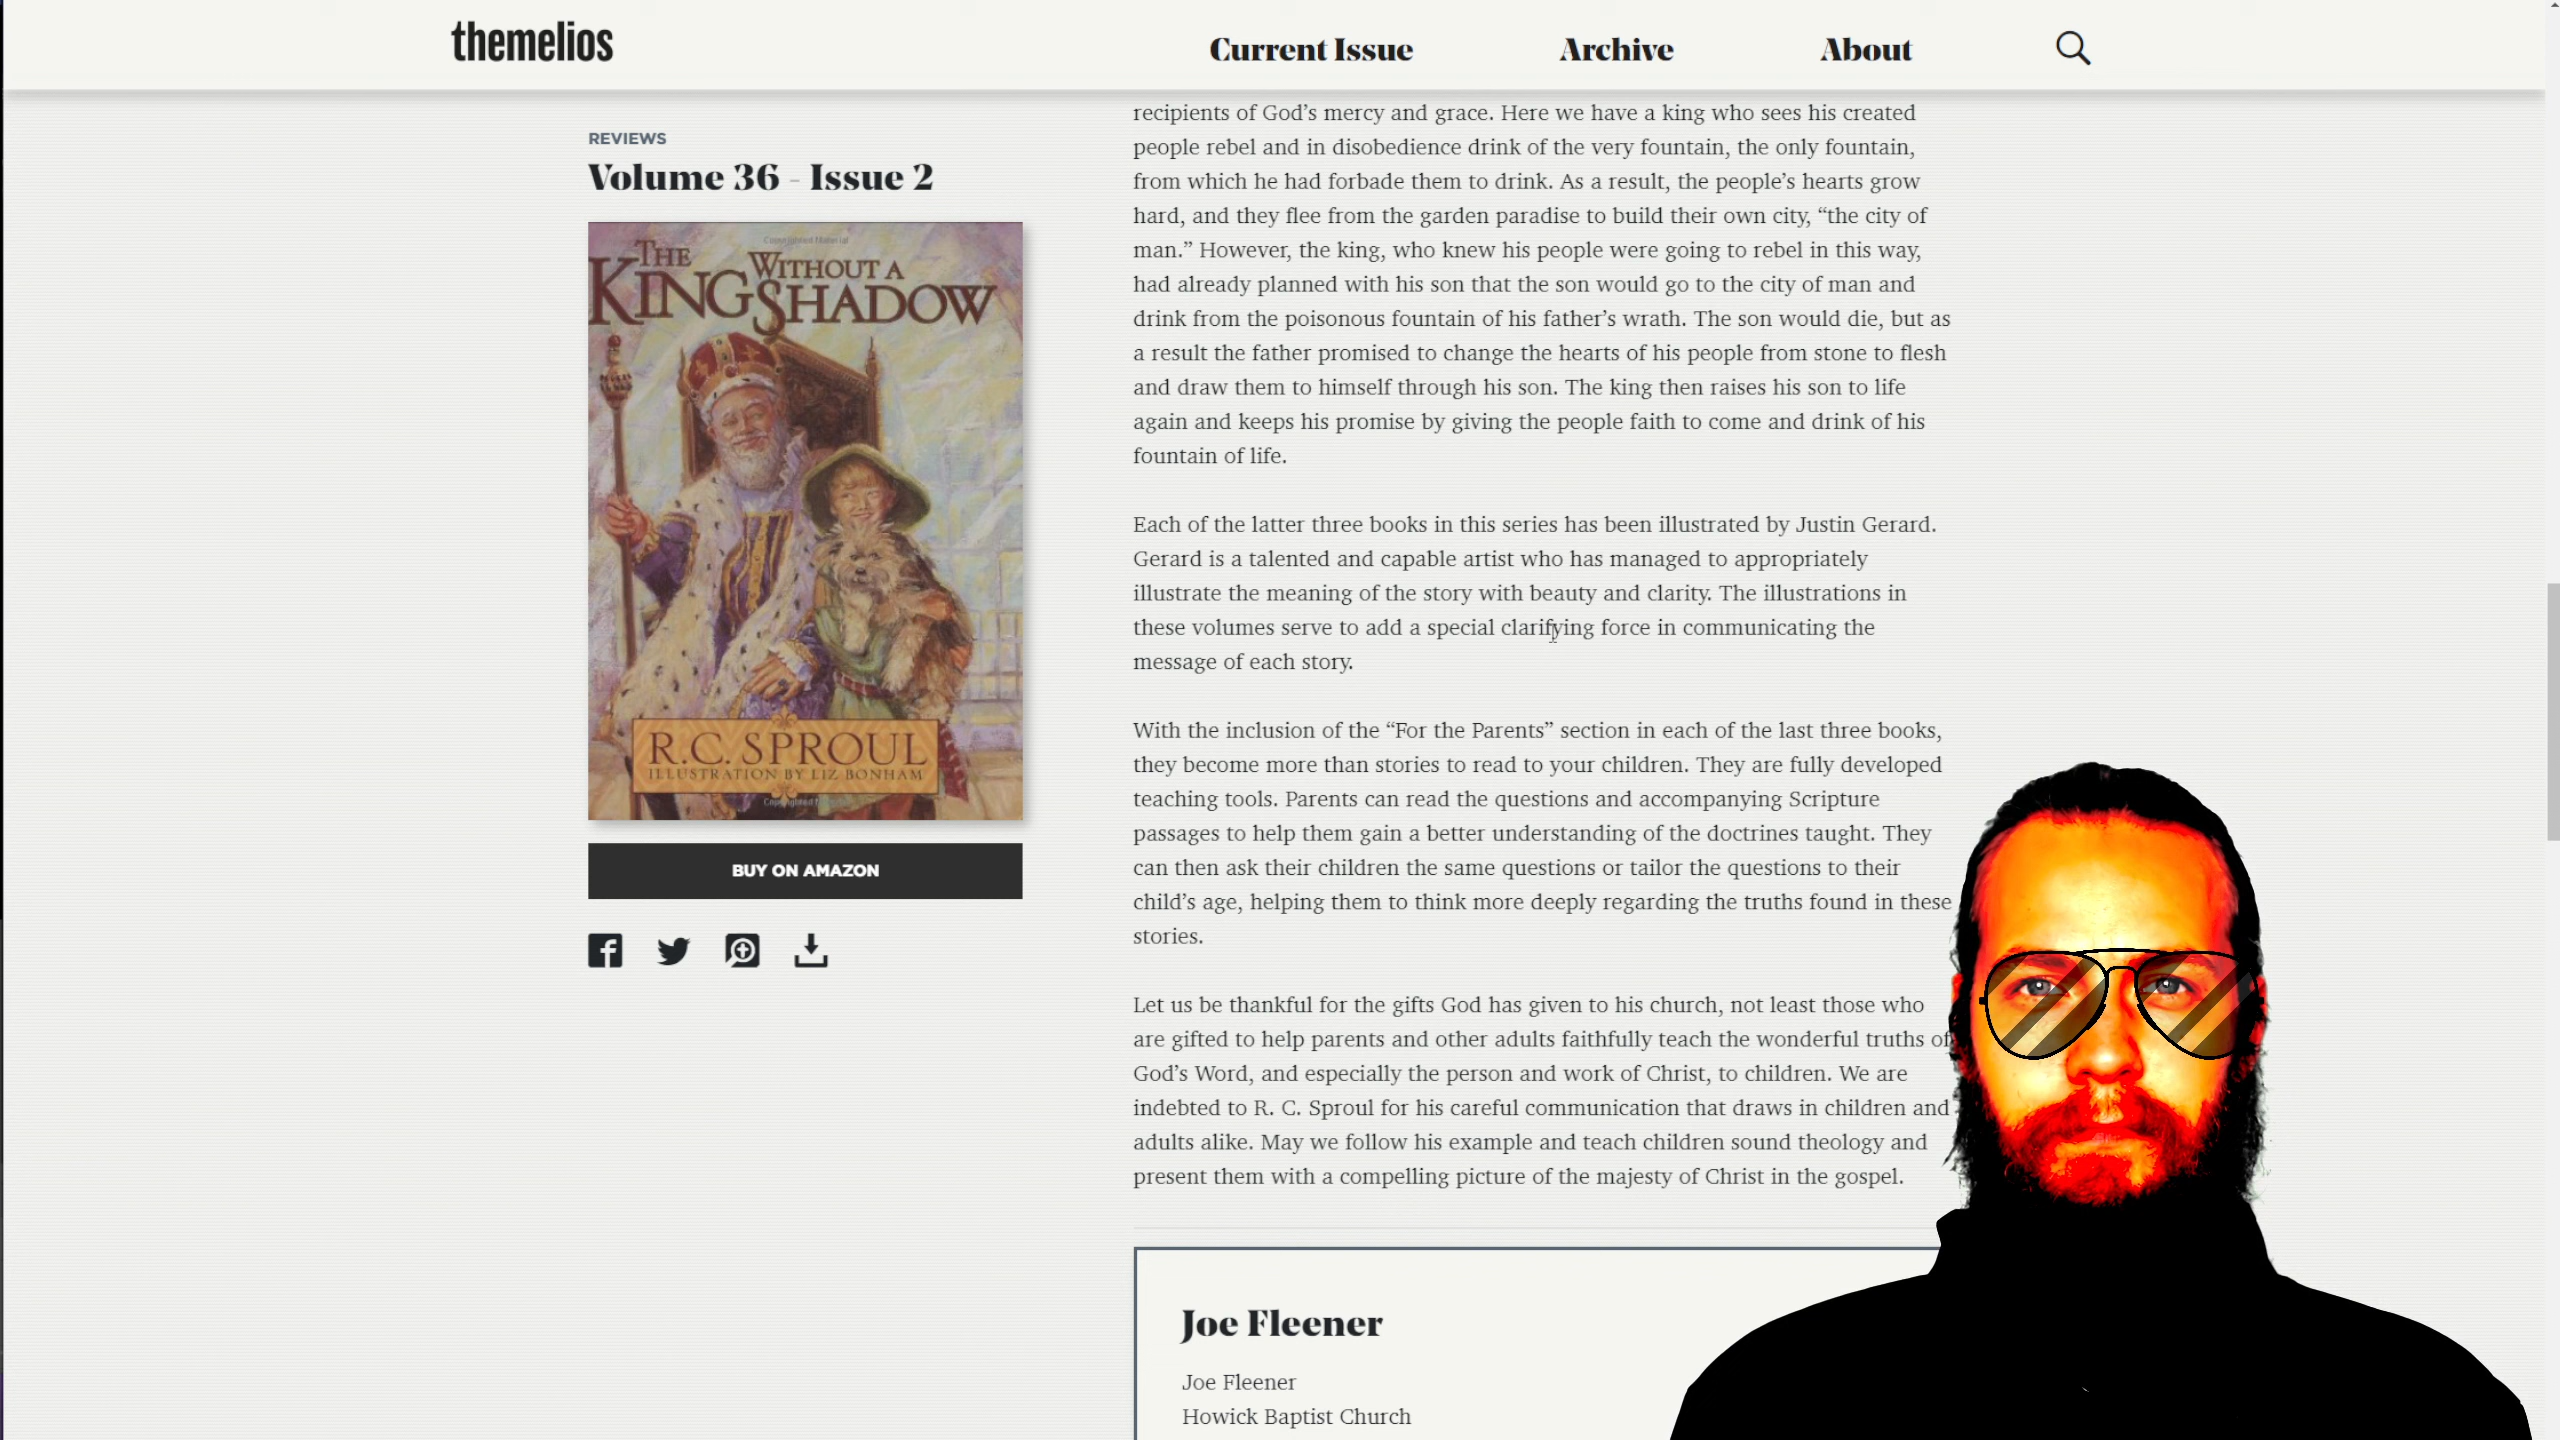 themelios
Current Issue
Archive
About
REVIEWS
Volume 36 - Issue 2
Copyrighted Material
THE
KING
WITHOUT A
SHADOW
R.C. SPROUL
ILLUSTRATION BY LIZ BONHAM
BUY ON AMAZON
recipients of God’s mercy and grace. Here we have a king who sees his created
people rebel and in disobedience drink of the very fountain, the only fountain,
from which he had forbade them to drink. As a result, the people’s hearts grow
hard, and they flee from the garden paradise to build their own city, “the city of
man.” However, the king, who knew his people were going to rebel in this way,
had already planned with his son that the son would go to the city of man and
drink from the poisonous fountain of his father’s wrath. The son would die, but as
a result the father promised to change the hearts of his people from stone to flesh
and draw them to himself through his son. The king then raises his son to life
again and keeps his promise by giving the people faith to come and drink of his
fountain of life.
Each of the latter three books in this series has been illustrated by Justin Gerard.
Gerard is a talented and capable artist who has managed to appropriately
illustrate the meaning of the story with beauty and clarity. The illustrations in
these volumes serve to add a special clarifying force in communicating the
message of each story.
With the inclusion of the “For the Parents” section in each of the last three books,
they become more than stories to read to your children. They are fully developed
teaching tools. Parents can read the questions and accompanying Scripture
passages to help them gain a better understanding of the doctrines taught. They
can then ask their children the same questions or tailor the questions to their
child’s age, helping them to think more deeply regarding the truths found in these
stories.
Let us be thankful for the gifts God has given to his church, not least those who
are gifted to help parents and other adults faithfully teach the wonderful truths of
God’s Word, and especially the person and work of Christ, to children. We are
indebted to R. C. Sproul for his careful communication that draws in children and
adults alike. May we follow his example and teach children sound theology and
present them with a compelling picture of the majesty of Christ in the gospel.
Joe Fleener
Joe Fleener
Howick Baptist Church